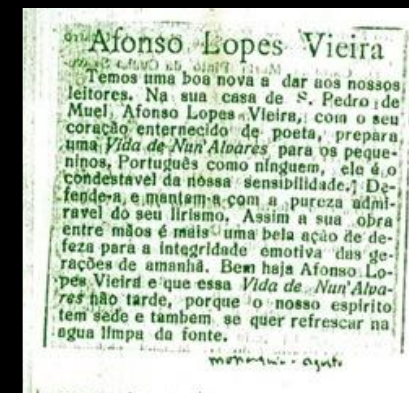 Afonso Lopes Vieira
Temos uma boa nova a dar aos nossos
leitores. Na sua casa de S. Pedro de
Muel, Afonso Lopes Vieira, com o seu
coração enternecido de poeta, prepara
uma Vida de Nun'Alvares para os peque-
ninos. Português como ninguem, ele é o
condestavel da nossa sensibilidade. De-
fende-a e mantem-a com a pureza admi-
ravel do seu lirismo. Assim a sua obra
entre mãos é mais uma bela ação de de-
feza para a integridade emotiva das ge-
rações de amanhã. Bem haja Afonso Lo-
pes Vieira e que essa Vida de Nun'Alva-
res não tarde, porque o nosso espirito
tem sede e tambem se quer refrescar na
agua limpa da fonte.
agosto